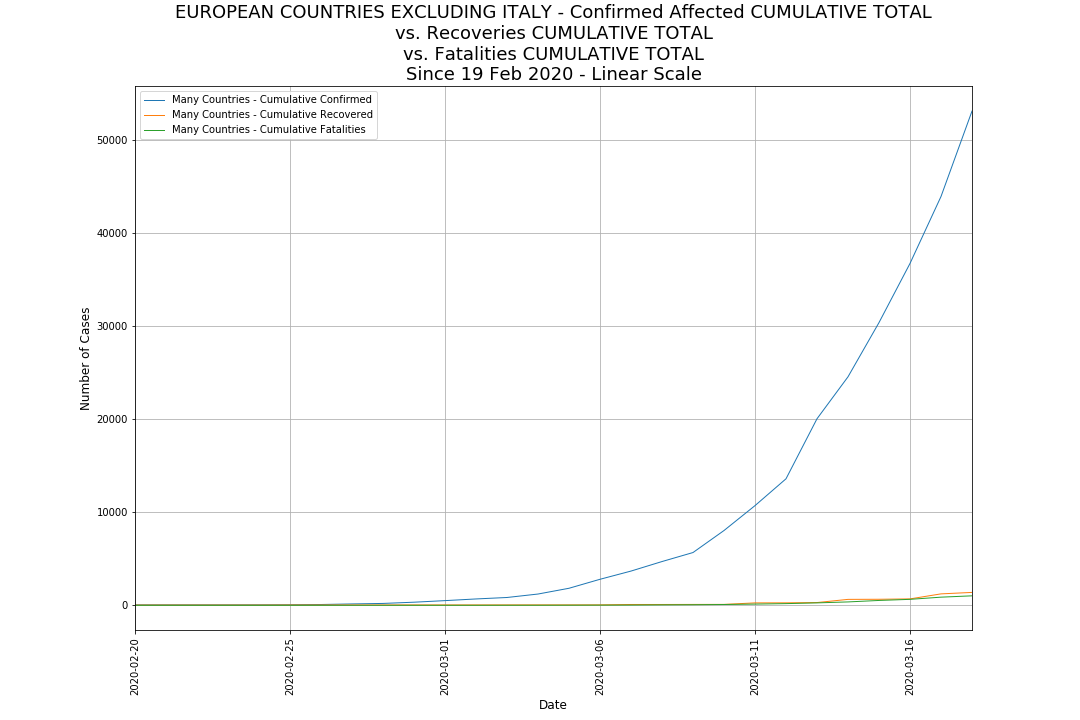 EUROPEAN COUNTRIES EXCLUDING ITALY - Confirmed Affected CUMULATIVE TOTAL
vs. Recoveries CUMULATIVE TOTAL
vs. Fatalities CUMULATIVE TOTAL
Since 19 Feb 2020 - Linear Scale
Many Countries - Cumulative Confirmed
Many Countries - Cumulative Recovered
Many Countries - Cumulative Fatalities
50000
40000
30000
20000
10000
0
Number of Cases
2020-02-20
2020-02-25
2020-03-01
2020-03-06
2020-03-11
2020-03-16
Date